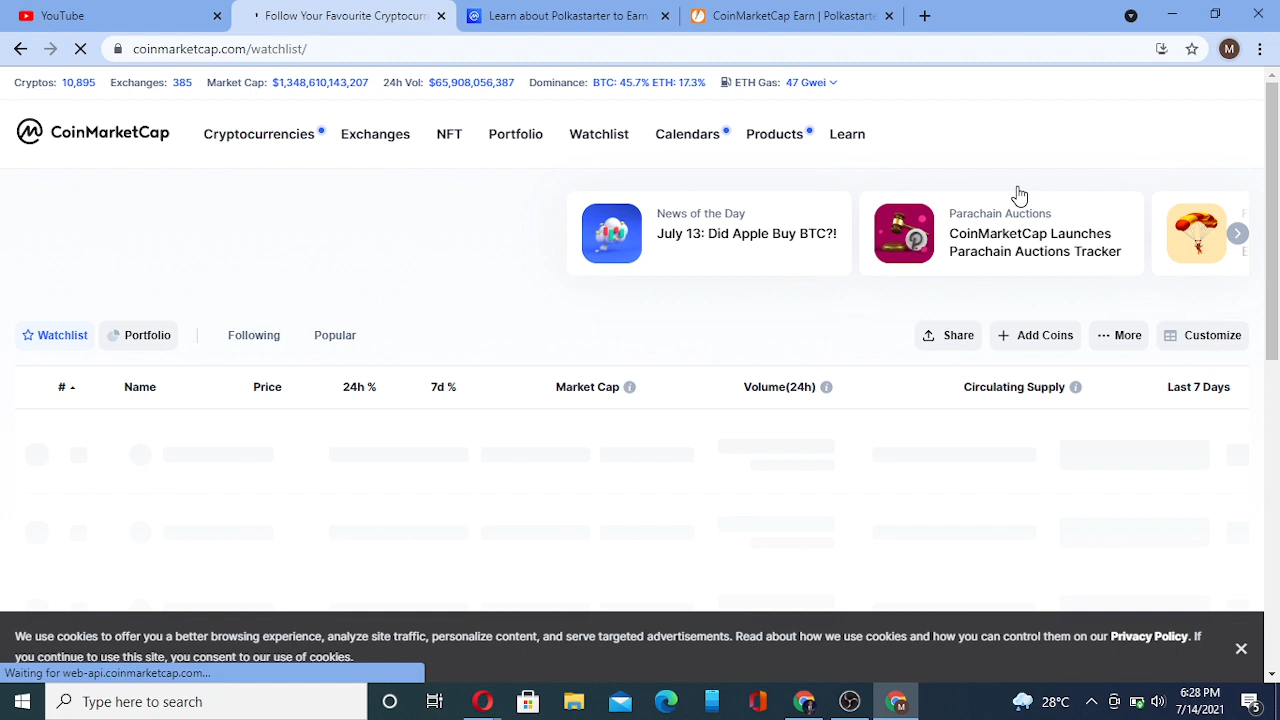 YouTube
Follow Your Favourite Cryptocurr
Learn about Polkastarter to Earn
CoinMarketCap Earn | Polkastarte
coinmarketcap.com/watchlist/
M
Cryptos: 10,895 Exchanges: 385 Market Cap: $1,348,610,143,207 24h Vol: $65,908,056,387 Dominance: BTC: 45.7% ETH: 17.3% ETH Gas: 47 Gwei
CoinMarketCap Cryptocurrencies Exchanges NFT Portfolio Watchlist Calendars Products Learn
News of the Day
July 13: Did Apple Buy BTC?!
Parachain Auctions
CoinMarketCap Launches
Parachain Auctions Tracker
Watchlist Portfolio Following Popular Share Add Coins More Customize
# Name Price 24h % 7d % Market Cap Volume(24h) Circulating Supply Last 7 Days
We use cookies to offer you a better browsing experience, analyze site traffic, personalize content, and serve targeted advertisements. Read about how we use cookies and how you can control them on our Privacy Policy. If
you continue to use this site, you consent to our use of cookies.
Waiting for web-api.coinmarketcap.com...
Type here to search
28°C
6:28 PM
7/14/2021
5